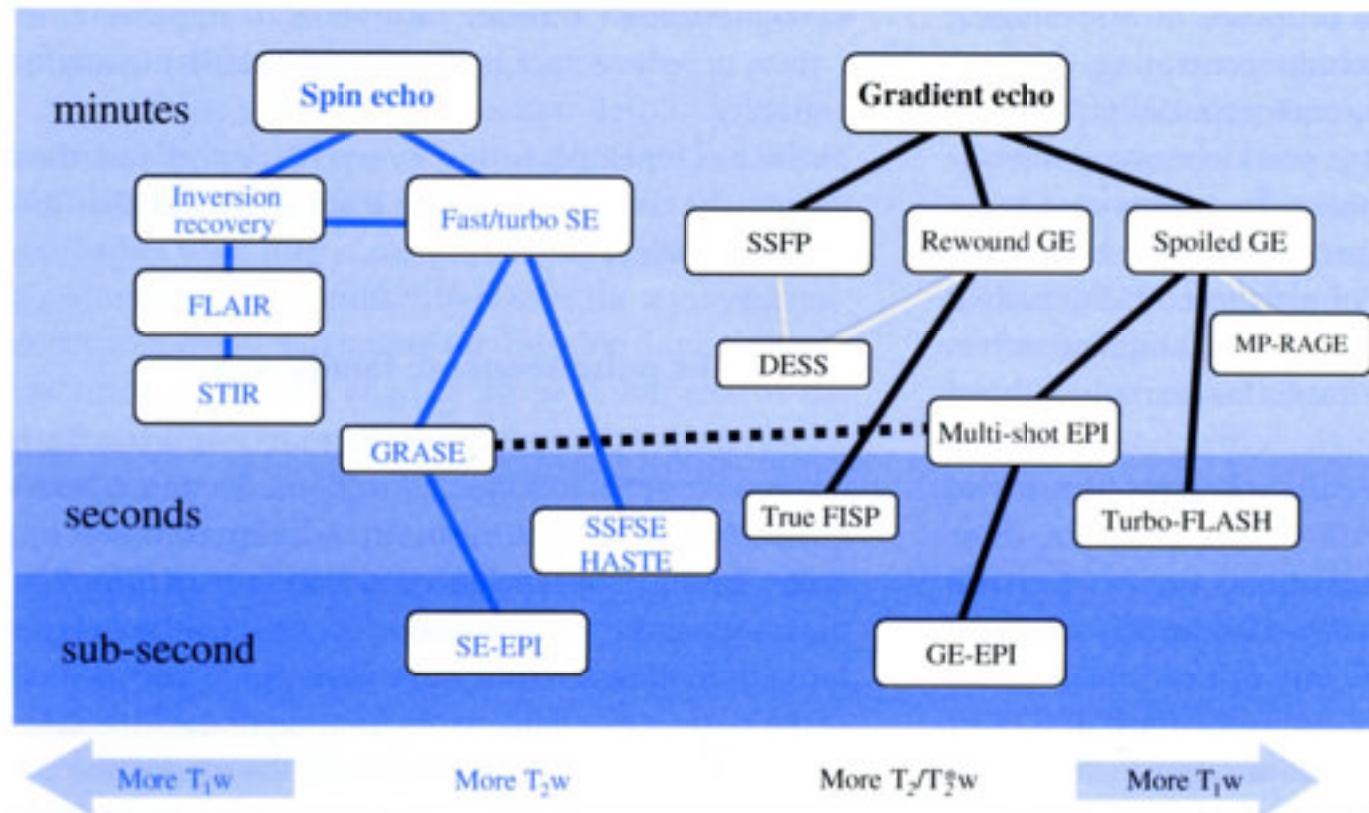 minutes
Spin echo
Gradient echo
Inversion
recovery
Fast/turbo SE
SSFP
Rewound GE
Spoiled GE
FLAIR
DESS
MP-RAGE
STIR
GRASE
Multi-shot EPI
seconds
SSFSE
HASTE
True FISP
Turbo-FLASH
sub-second
SE-EPI
GE-EPI
More T₁w
More T₂w
More T₂/T₂*w
More T₁w